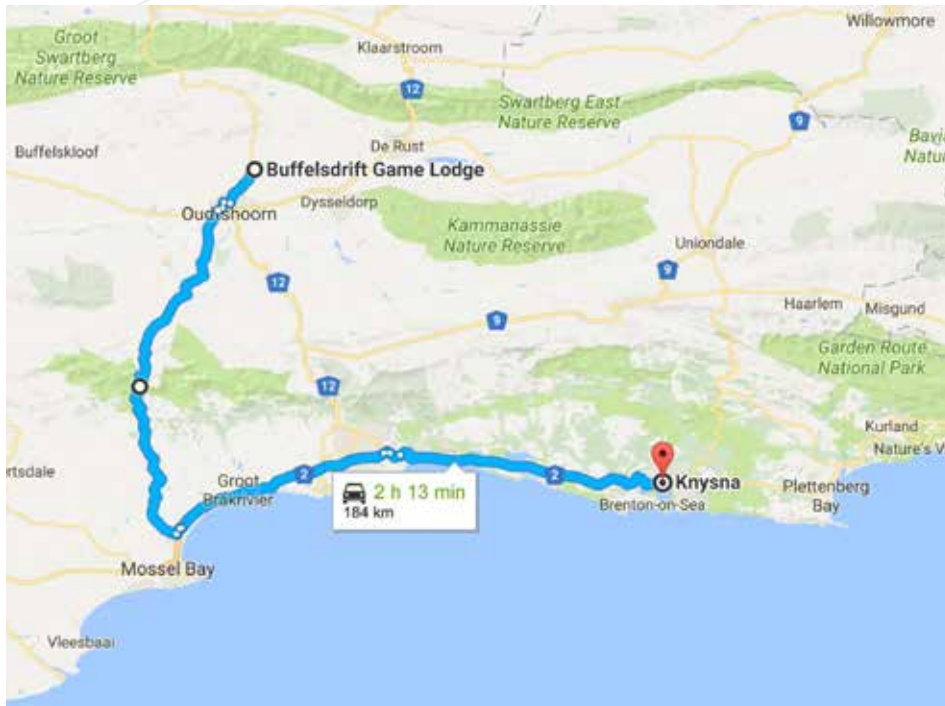 Willowmore
Groot
Swartberg
Nature Reserve
Klaarstroom
12
Swartberg East
Nature Reserve
9
Buffelskloof
De Rust
Buffelsdrift Game Lodge
Dysseldorp
Kammanassie
Nature Reserve
Uniondale
12
9
Haarlem
Misgund
9
Garden Route
National Park
12
Kurland
Nature's V
Groot
Brakrivier
2
2
Knysna
2 h 13 min
184 km
Brenton-on-Sea
Plettenberg
Bay
Mossel Bay
Vleesbaai